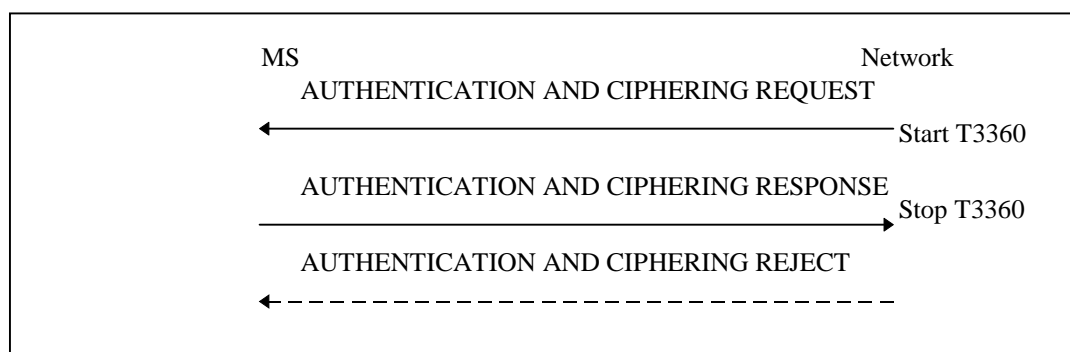 MS Network
AUTHENTICATION AND CIPHERING REQUEST
Start T3360
AUTHENTICATION AND CIPHERING RESPONSE
Stop T3360
AUTHENTICATION AND CIPHERING REJECT